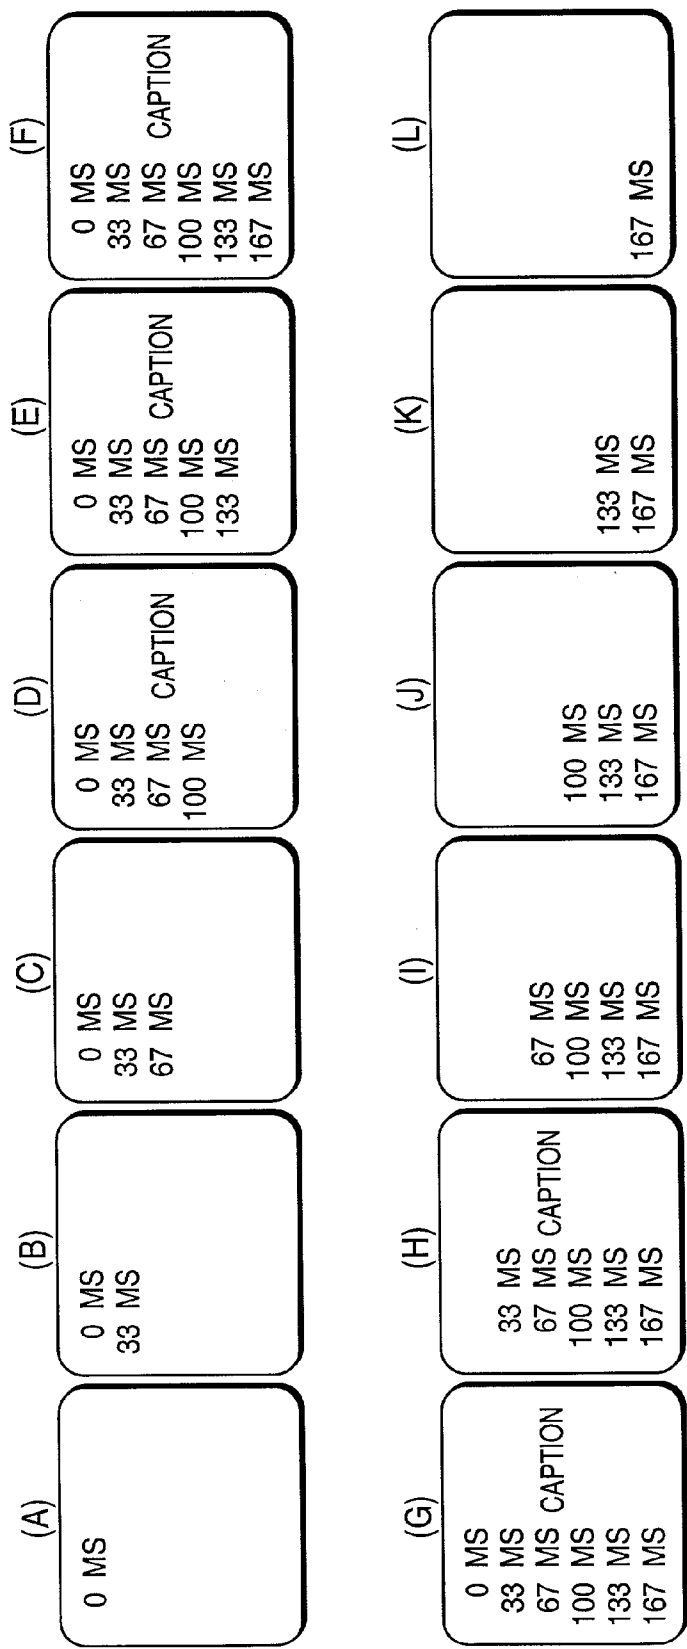 (A)
0 MS
(B)
0 MS
33 MS
(C)
0 MS
33 MS
67 MS
(D)
0 MS
33 MS
67 MS CAPTION
100 MS
(E)
0 MS
33 MS
67 MS CAPTION
100 MS
133 MS
(F)
0 MS
33 MS
67 MS CAPTION
100 MS
133 MS
167 MS
(G)
0 MS
33 MS
67 MS CAPTION
100 MS
133 MS
167 MS
(H)
33 MS
67 MS CAPTION
100 MS
133 MS
167 MS
(I)
67 MS
100 MS
133 MS
167 MS
(J)
100 MS
133 MS
167 MS
(K)
133 MS
167 MS
(L)
167 MS